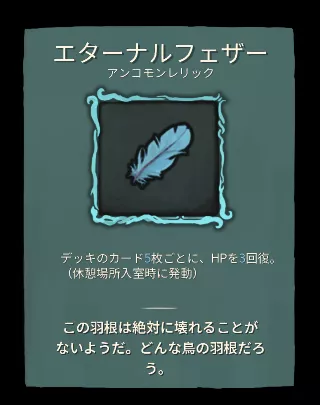 エターナルフェザー
アンコモンレリック
デッキのカード5枚ごとに、HPを3回復。
（休憩場所入室時に発動）
この羽根は絶対に壊れることが
ないようだ。どんな鳥の羽根だろ
う。